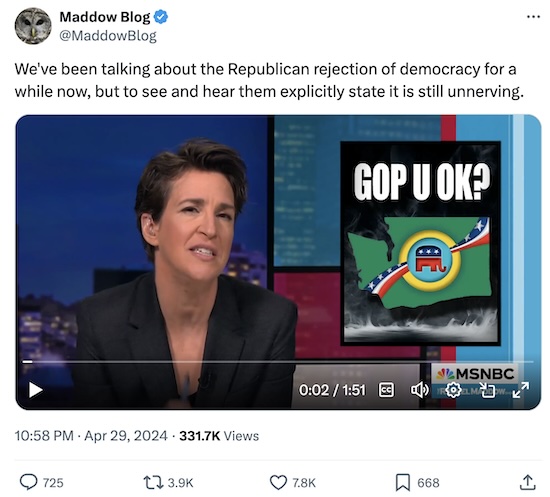 Maddow Blog
@MaddowBlog
We've been talking about the Republican rejection of democracy for a
while now, but to see and hear them explicitly state it is still unnerving.
GOP U OK?
MSNBC
0:02 / 1:51
CC
10:58 PM · Apr 29, 2024 · 331.7K Views
725
3.9K
7.8K
668